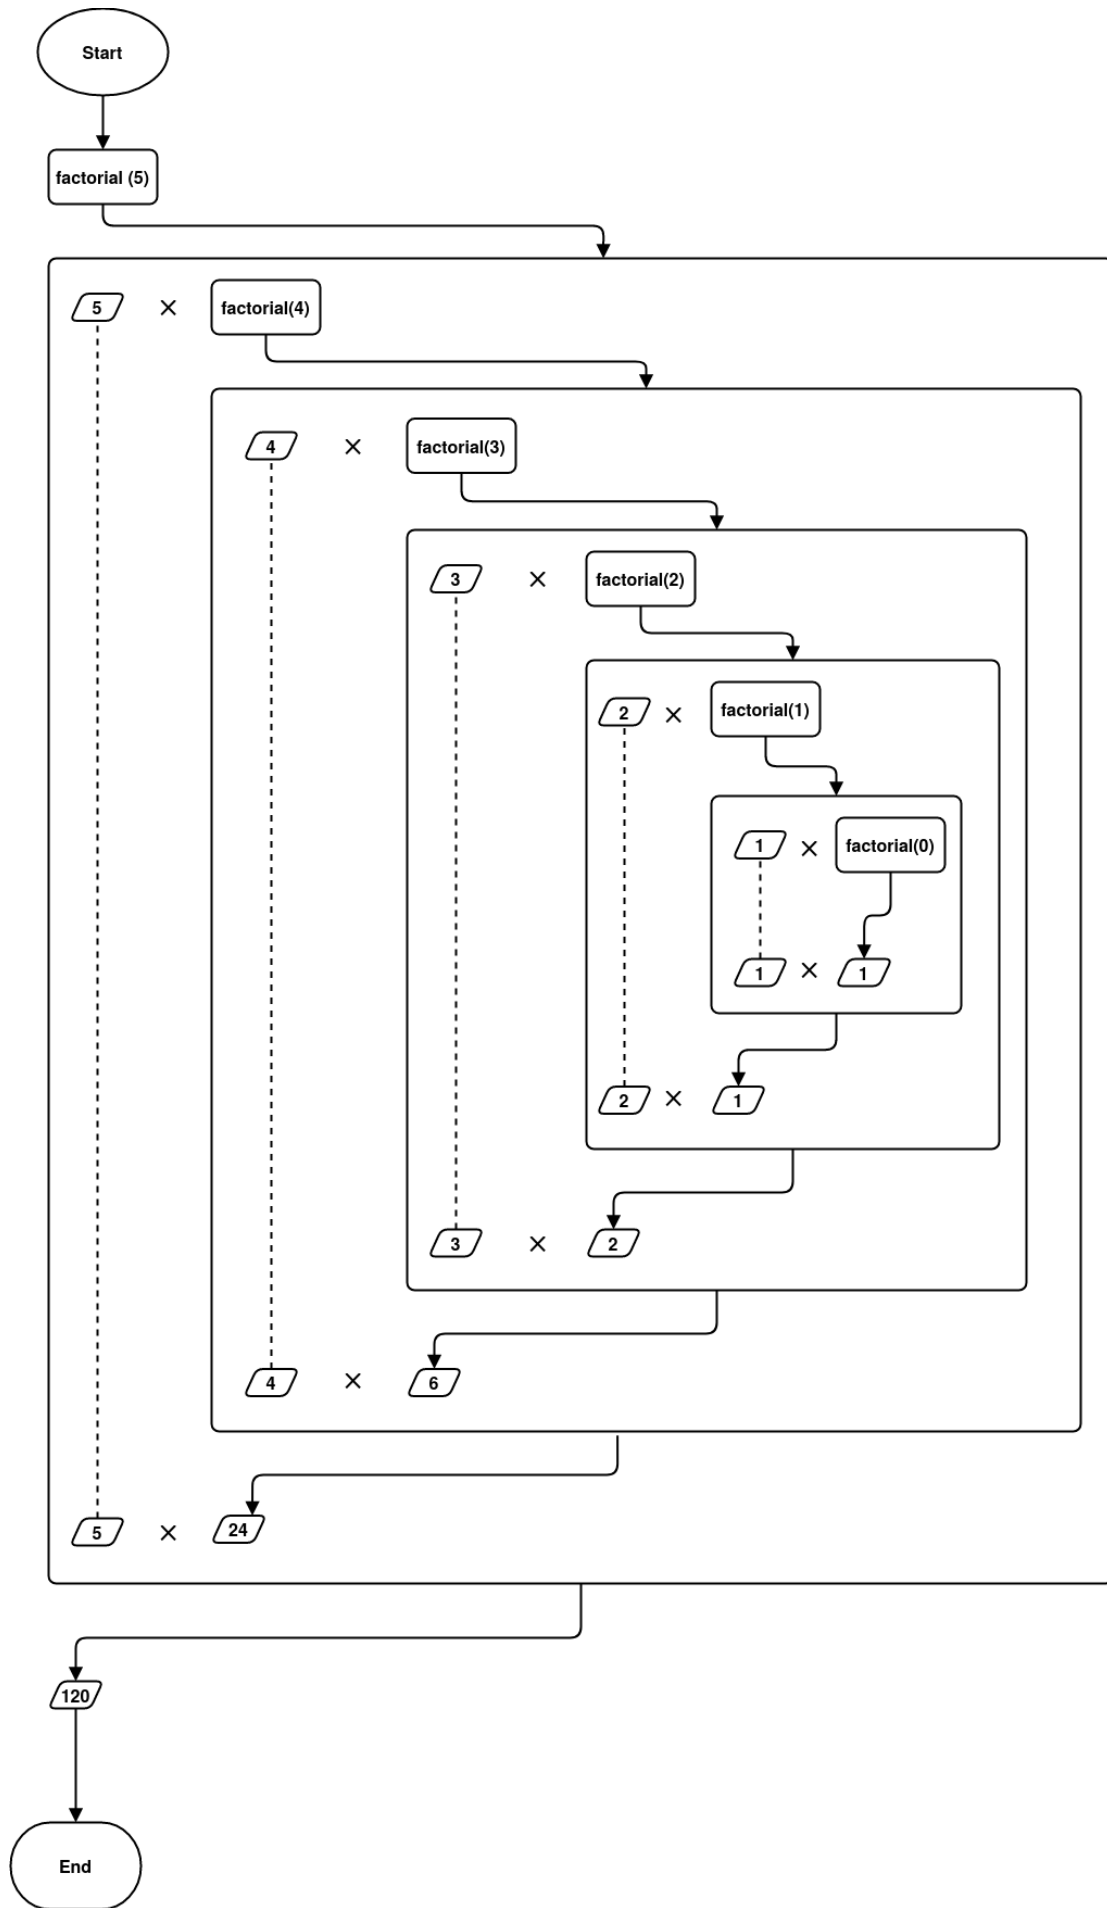 Start
factorial (5)
5 × factorial(4)
4 × factorial(3)
3 × factorial(2)
2 × factorial(1)
1 × factorial(0)
1 × 1
2 × 1
3 × 2
4 × 6
5 × 24
120
End